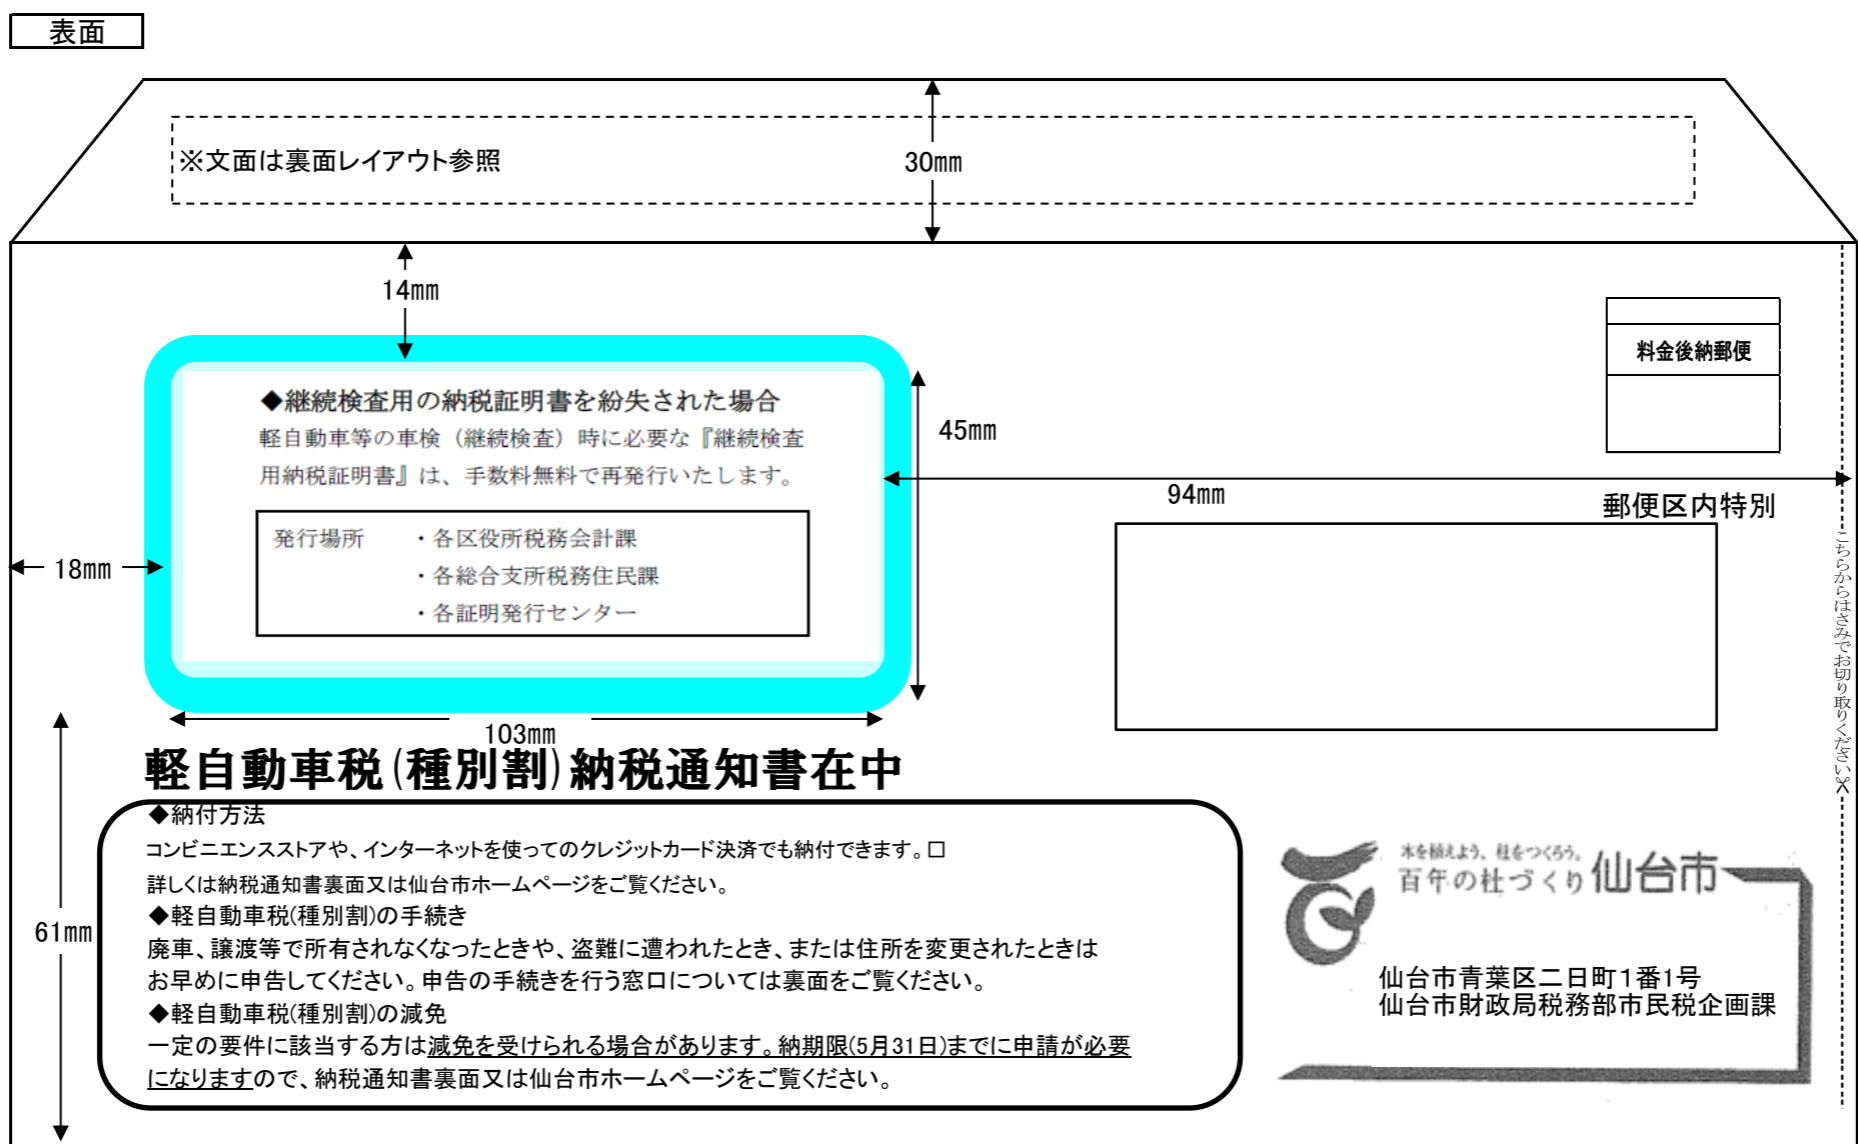 表面
※文面は裏面レイアウト参照
30mm
14mm
料金後納郵便
◆継続検査用の納税証明書を紛失された場合
軽自動車等の車検（継続検査）時に必要な『継続検査
用納税証明書』は、手数料無料で再発行いたします。
発行場所　・各区役所税務会計課
・各総合支所税務住民課
・各証明発行センター
45mm
94mm
郵便区内特別
18mm
103mm
こちらからはさみでお切り取りください✂
軽自動車税(種別割)納税通知書在中
61mm
◆納付方法
コンビニエンスストアや、インターネットを使ってのクレジットカード決済でも納付できます。□
詳しくは納税通知書裏面又は仙台市ホームページをご覧ください。
◆軽自動車税(種別割)の手続き
廃車、譲渡等で所有されなくなったときや、盗難に遭われたとき、または住所を変更されたときは
お早めに申告してください。申告の手続きを行う窓口については裏面をご覧ください。
◆軽自動車税(種別割)の減免
一定の要件に該当する方は減免を受けられる場合があります。納期限(5月31日)までに申請が必要
になりますので、納税通知書裏面又は仙台市ホームページをご覧ください。
木を植えよう、杜をつくろう。
百年の杜づくり 仙台市
仙台市青葉区二日町1番1号
仙台市財政局税務部市民税企画課